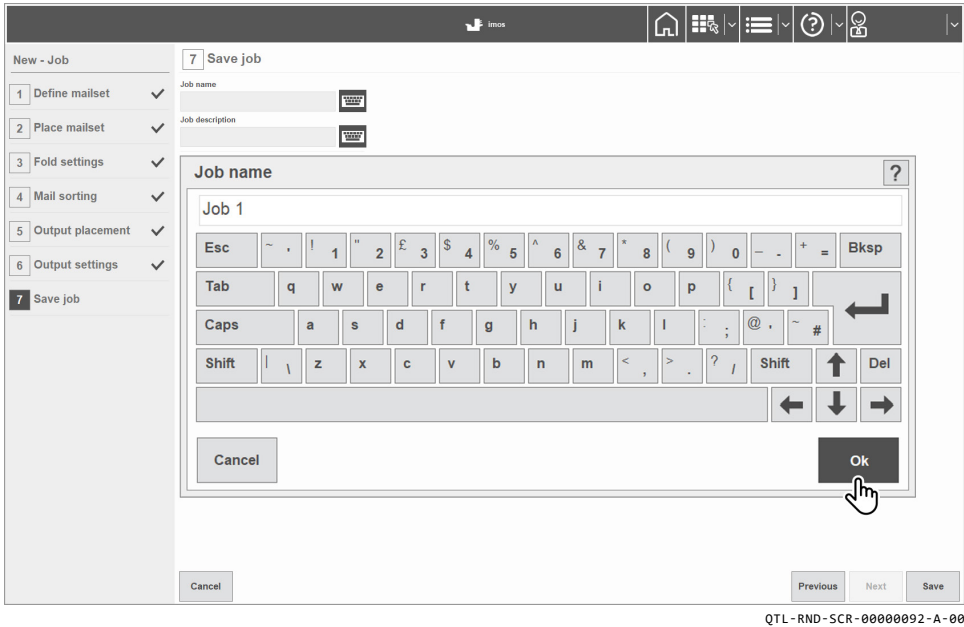 imos
New - Job
1 Define mailset
2 Place mailset
3 Fold settings
4 Mail sorting
5 Output placement
6 Output settings
7 Save job
7 Save job
Job name
Job description
Job name ?
Job 1
Esc ~ ' ! 1 " 2 £ 3 $ 4 % 5 ^ 6 & 7 * 8 ( 9 ) 0 _ - + = Bksp
Tab q w e r t y u i o p { [ } ]
Caps a s d f g h j k l : ; @ ' ~ #
Shift | \ z x c v b n m < , > . ? / Shift Del
Cancel Ok
Cancel Previous Next Save
QTL-RND-SCR-00000092-A-00